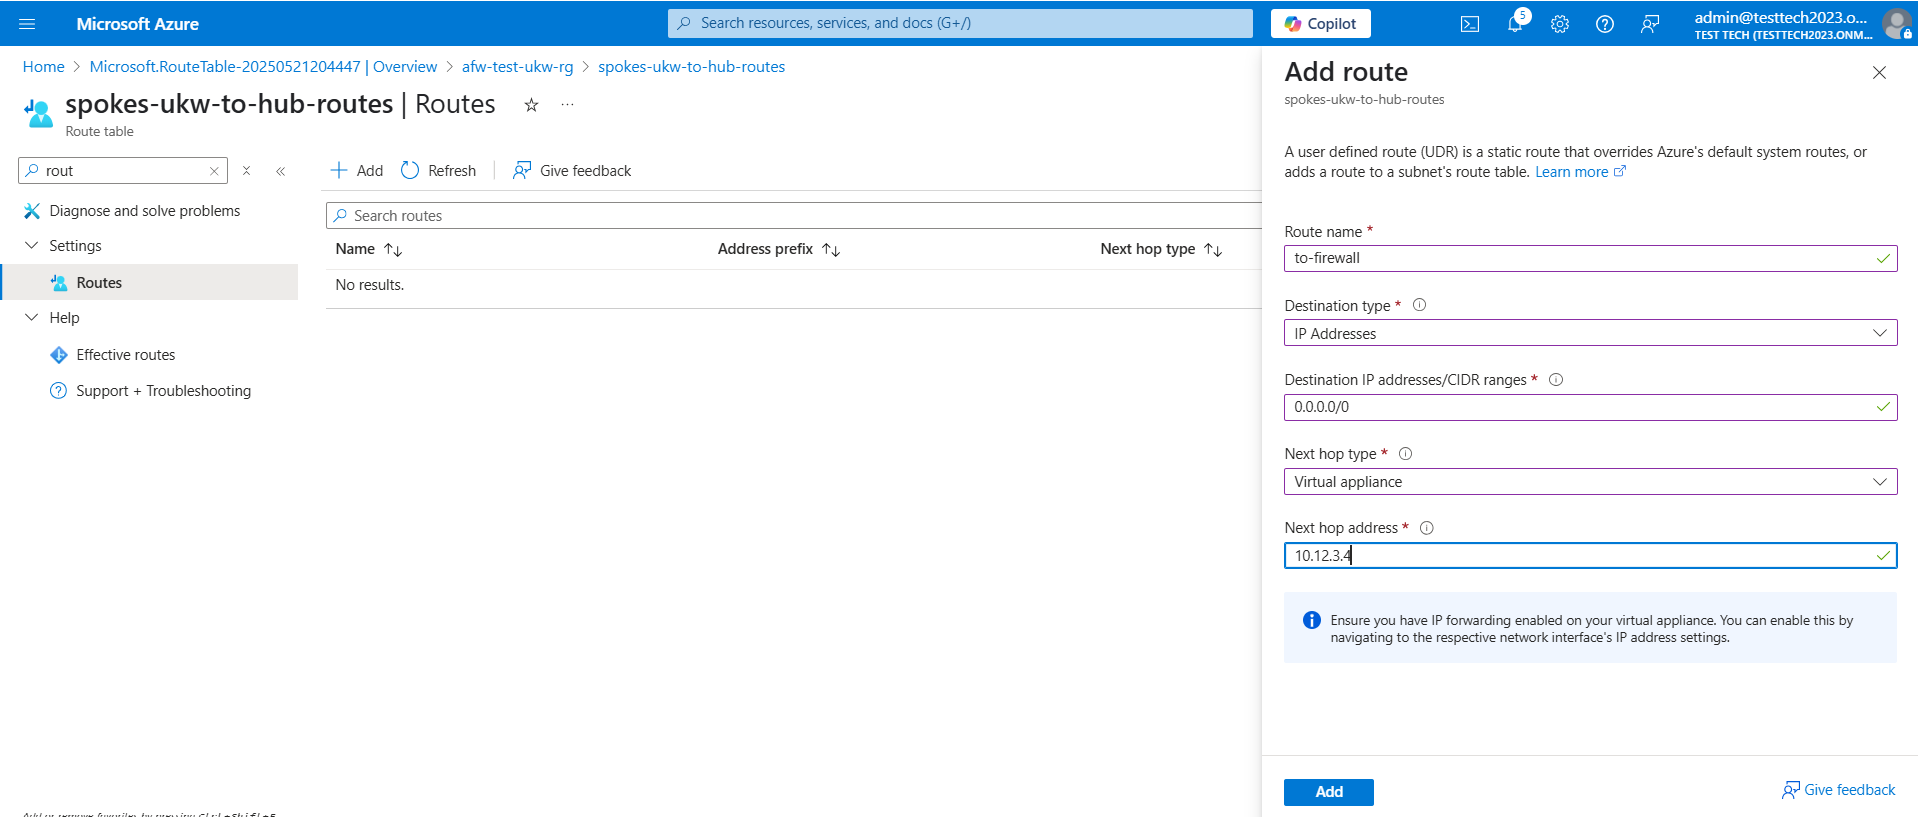 Microsoft Azure
Search resources, services, and docs (G+/)
Copilot
5
admin@testtech2023.o...
TEST TECH (TESTTECH2023.ONM...
Home > Microsoft.RouteTable-20250521204447 | Overview > afw-test-ukw-rg > spokes-ukw-to-hub-routes
spokes-ukw-to-hub-routes | Routes
Route table
rout
Diagnose and solve problems
Settings
Routes
Help
Effective routes
Support + Troubleshooting
Add Refresh Give feedback
Search routes
Name Address prefix Next hop type
No results.
Add route
spokes-ukw-to-hub-routes
A user defined route (UDR) is a static route that overrides Azure's default system routes, or
adds a route to a subnet's route table. Learn more
Route name *
to-firewall
Destination type *
IP Addresses
Destination IP addresses/CIDR ranges *
0.0.0.0/0
Next hop type *
Virtual appliance
Next hop address *
10.12.3.4
Ensure you have IP forwarding enabled on your virtual appliance. You can enable this by
navigating to the respective network interface's IP address settings.
Add
Give feedback